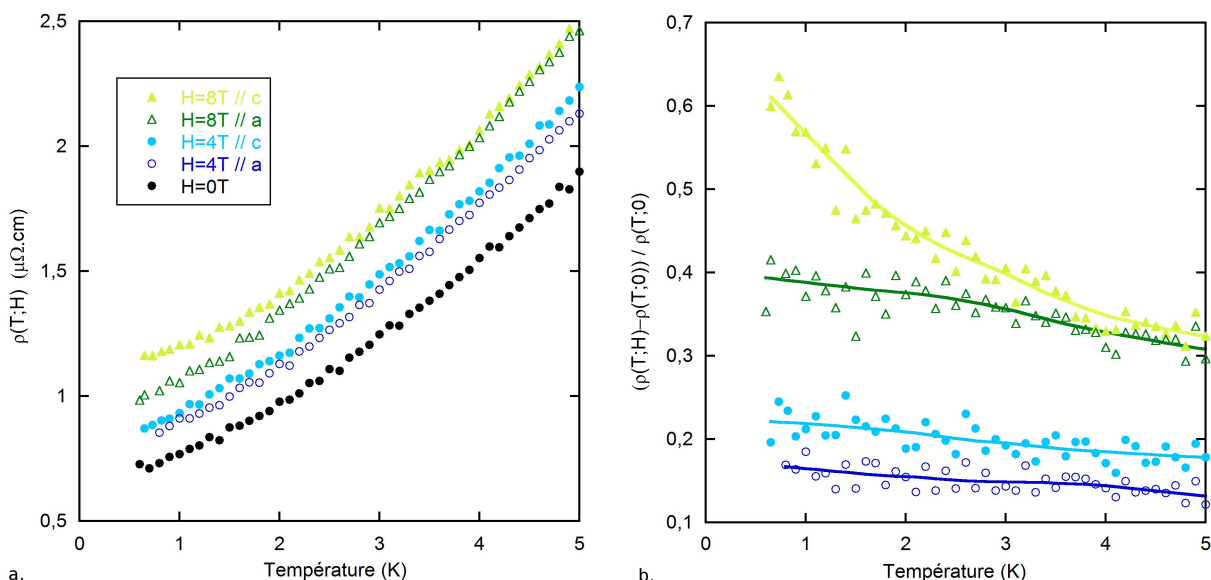 2,5
2
1,5
1
0,5
ρ(T;H) (μΩ.cm)
H=8T // c
H=8T // a
H=4T // c
H=4T // a
H=0T
1
2
3
4
5
Température (K)
a.
0,7
0,6
0,5
0,4
0,3
0,2
0,1
(ρ(T;H)–ρ(T;0)) / ρ(T;0)
0
1
2
3
4
5
Température (K)
b.